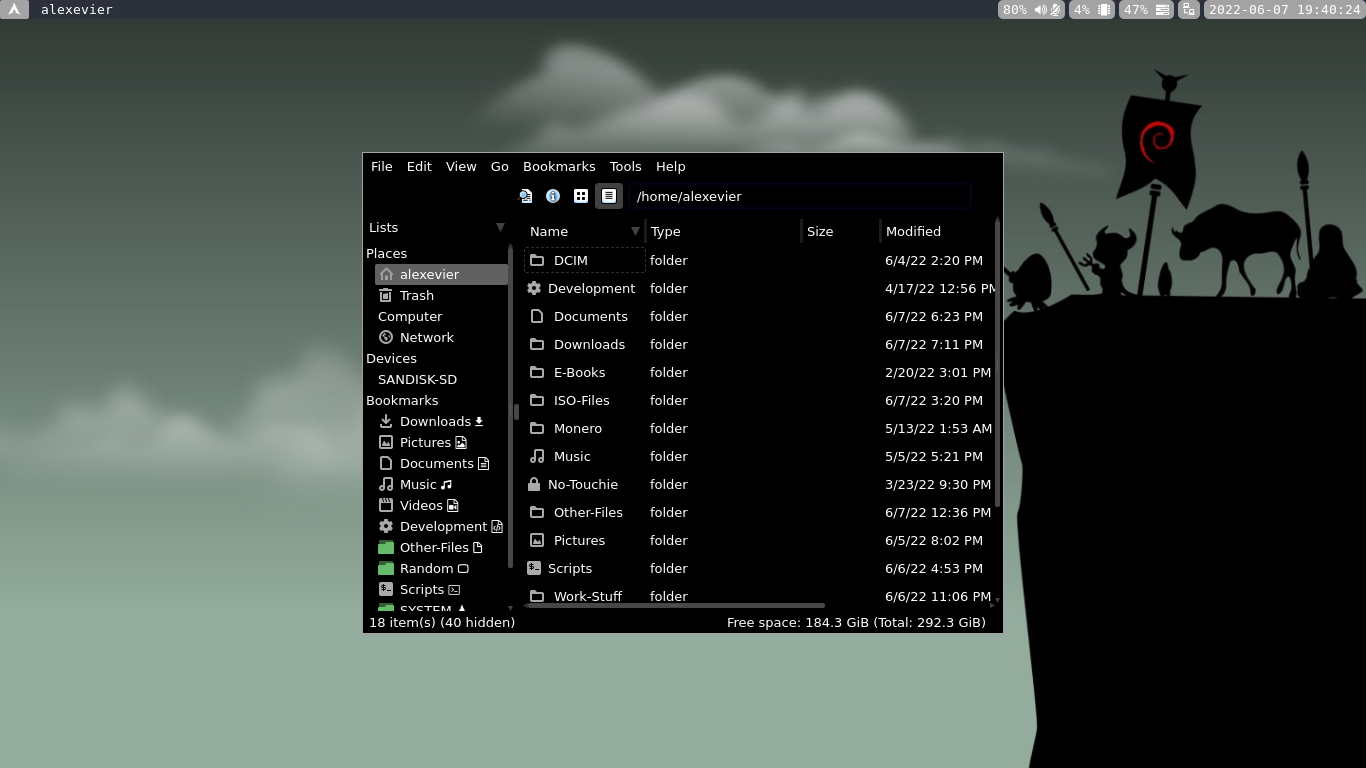 alexevier
80% 4% 47% 2022-06-07 19:40:24
File Edit View Go Bookmarks Tools Help
/home/alexevier
Lists
Places
alexevier
Trash
Computer
Network
Devices
SANDISK-SD
Bookmarks
Downloads
Pictures
Documents
Music
Videos
Development
Other-Files
Random
Scripts
SYSTEM
Name Type Size Modified
DCIM folder 6/4/22 2:20 PM
Development folder 4/17/22 12:56 PM
Documents folder 6/7/22 6:23 PM
Downloads folder 6/7/22 7:11 PM
E-Books folder 2/20/22 3:01 PM
ISO-Files folder 6/7/22 3:20 PM
Monero folder 5/13/22 1:53 AM
Music folder 5/5/22 5:21 PM
No-Touchie folder 3/23/22 9:30 PM
Other-Files folder 6/7/22 12:36 PM
Pictures folder 6/5/22 8:02 PM
Scripts folder 6/6/22 4:53 PM
Work-Stuff folder 6/6/22 11:06 PM
18 item(s) (40 hidden) Free space: 184.3 GiB (Total: 292.3 GiB)